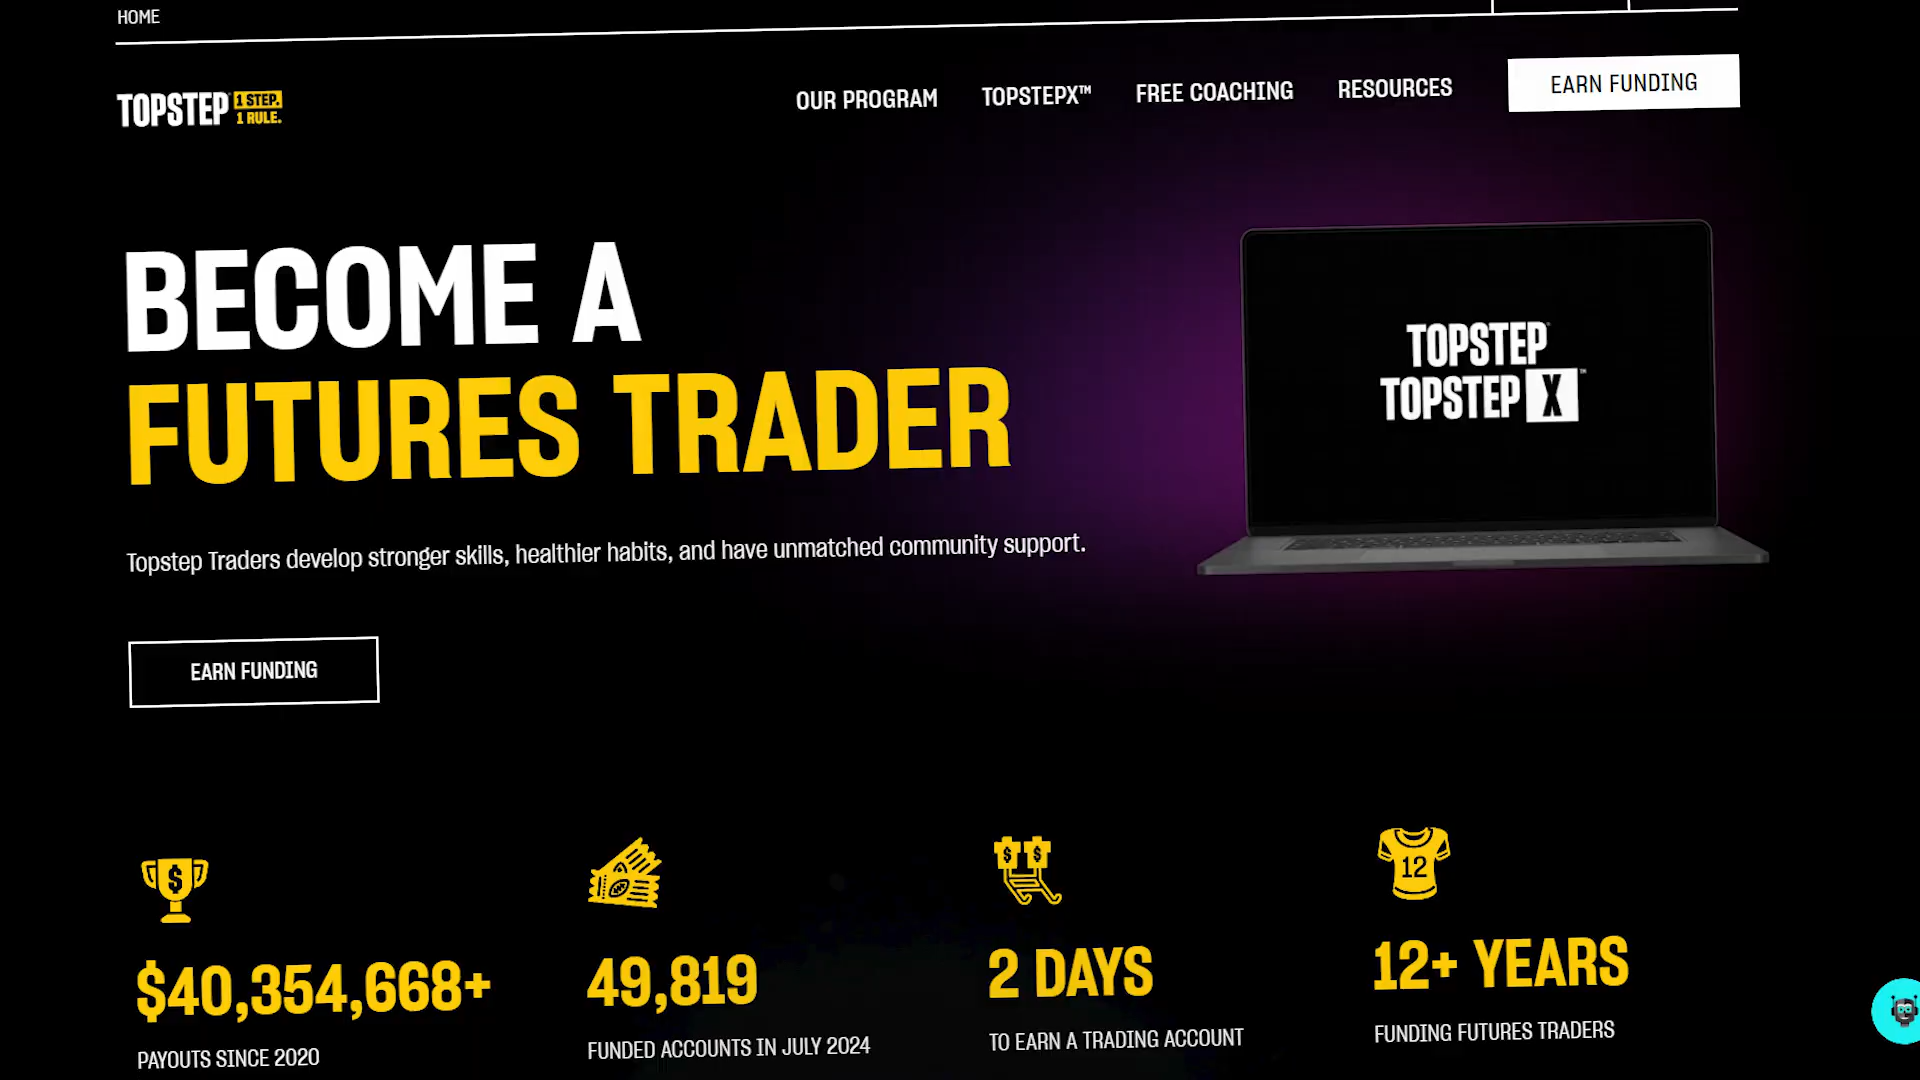 HOME
TOPSTEP 1 STEP. 1 RULE.
OUR PROGRAM
TOPSTEPX™
FREE COACHING
RESOURCES
EARN FUNDING
BECOME A
FUTURES TRADER
Topstep Traders develop stronger skills, healthier habits, and have unmatched community support.
EARN FUNDING
TOPSTEP
TOPSTEP X™
$ $ $ 12
$40,354,668+
PAYOUTS SINCE 2020
49,819
FUNDED ACCOUNTS IN JULY 2024
2 DAYS
TO EARN A TRADING ACCOUNT
12+ YEARS
FUNDING FUTURES TRADERS